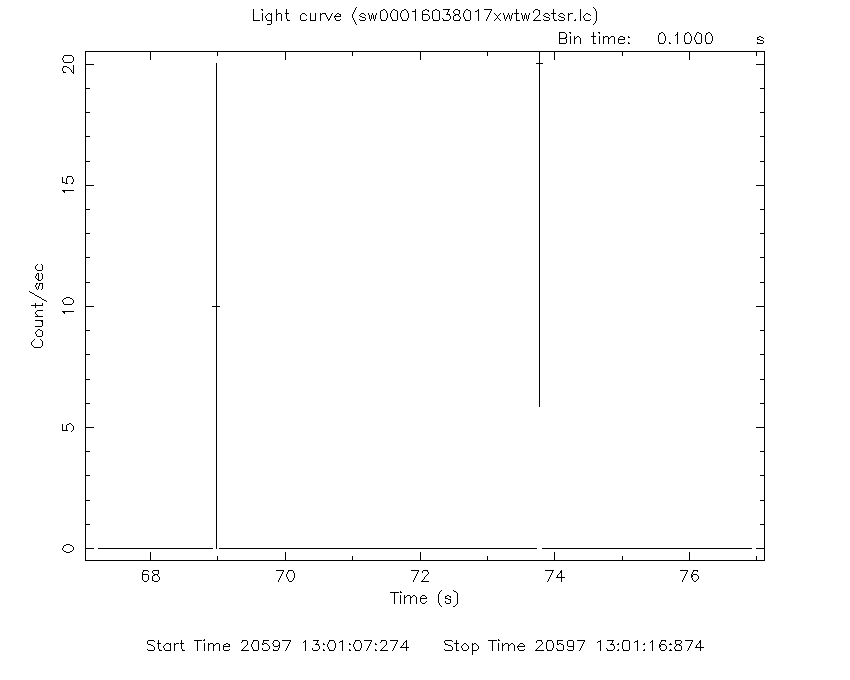 Light curve (sw00016038017xwtw2stsr.lc)
Bin time: 0.1000 s
20
15
10
5
0
Count/sec
68 70 72 74 76
Time (s)
Start Time 20597 13:01:07:274 Stop Time 20597 13:01:16:874